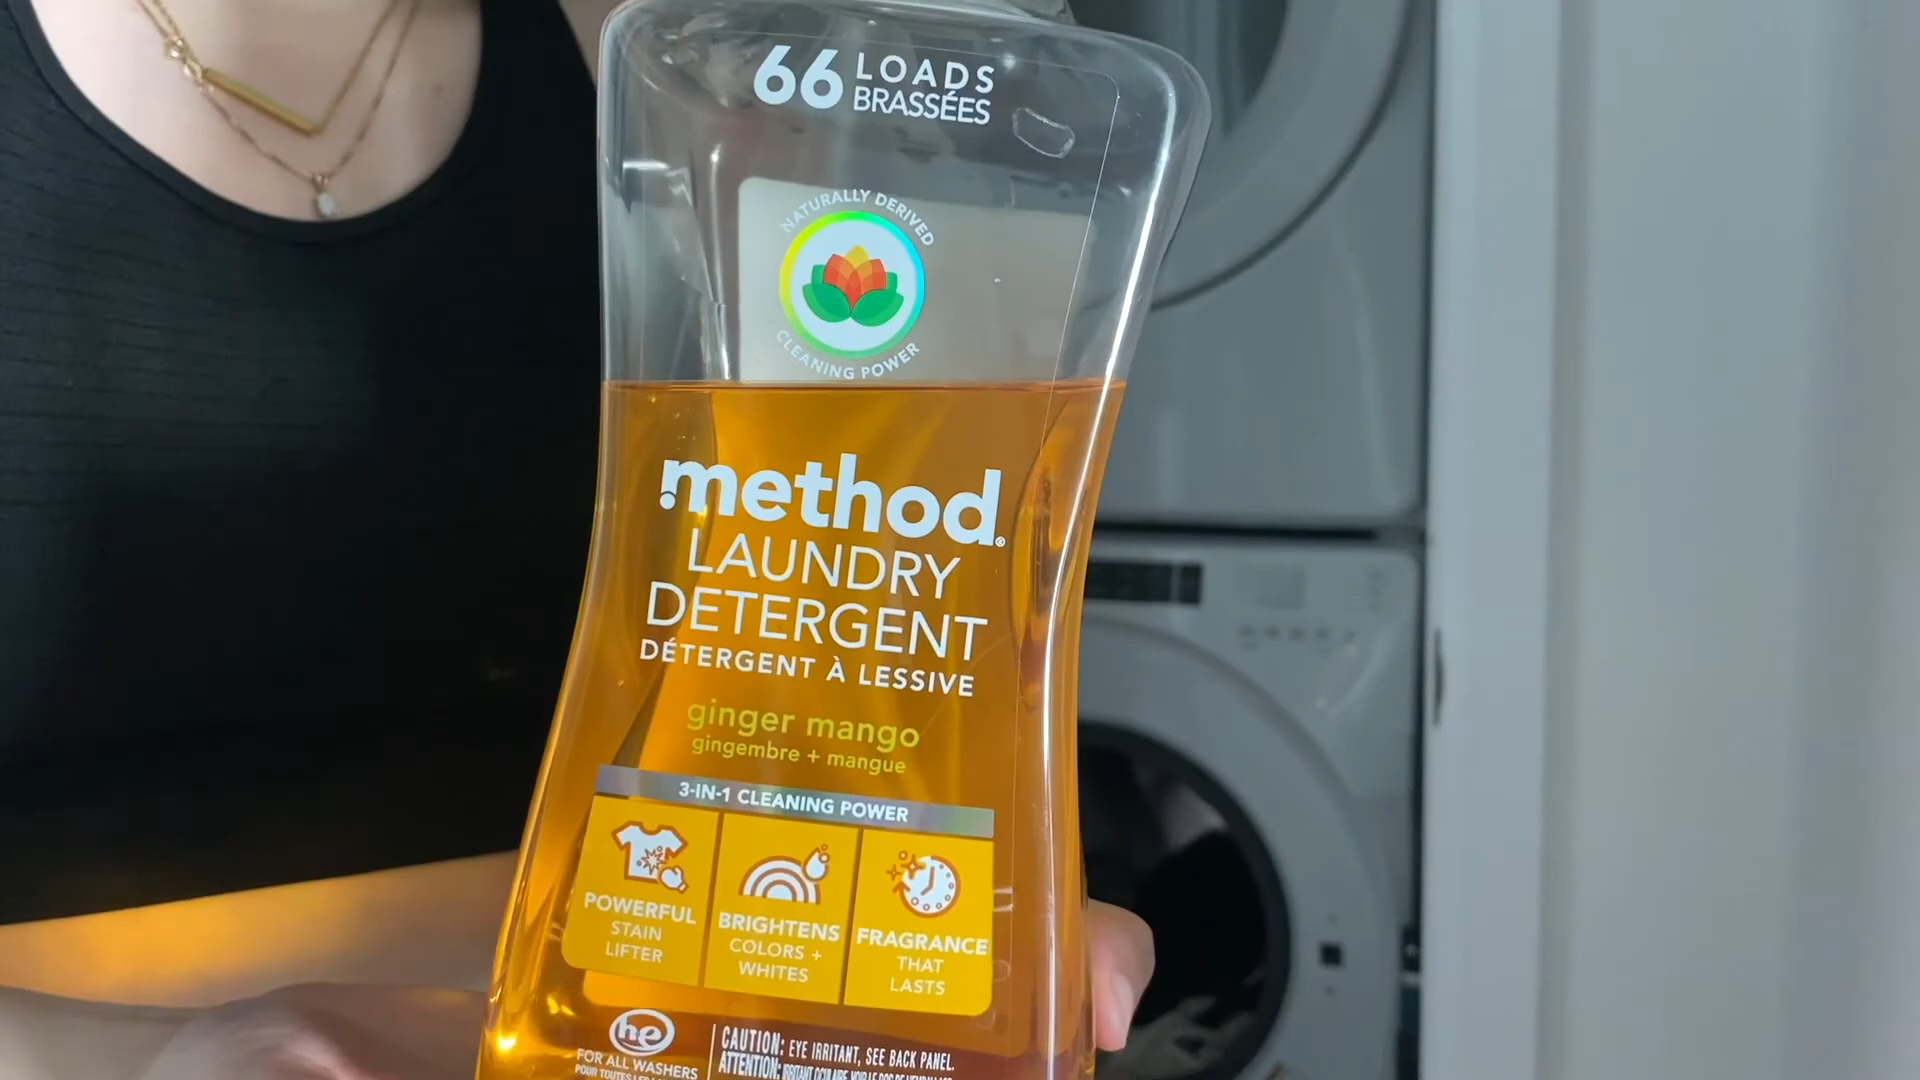 66 LOADS
BRASSÉES
NATURALLY DERIVED
CLEANING POWER
method®
LAUNDRY
DETERGENT
DÉTERGENT À LESSIVE
ginger mango
gingembre + mangue
3-IN-1 CLEANING POWER
POWERFUL
STAIN
LIFTER
BRIGHTENS
COLORS +
WHITES
FRAGRANCE
THAT
LASTS
he
FOR ALL WASHERS
CAUTION: EYE IRRITANT, SEE BACK PANEL.
ATTENTION: